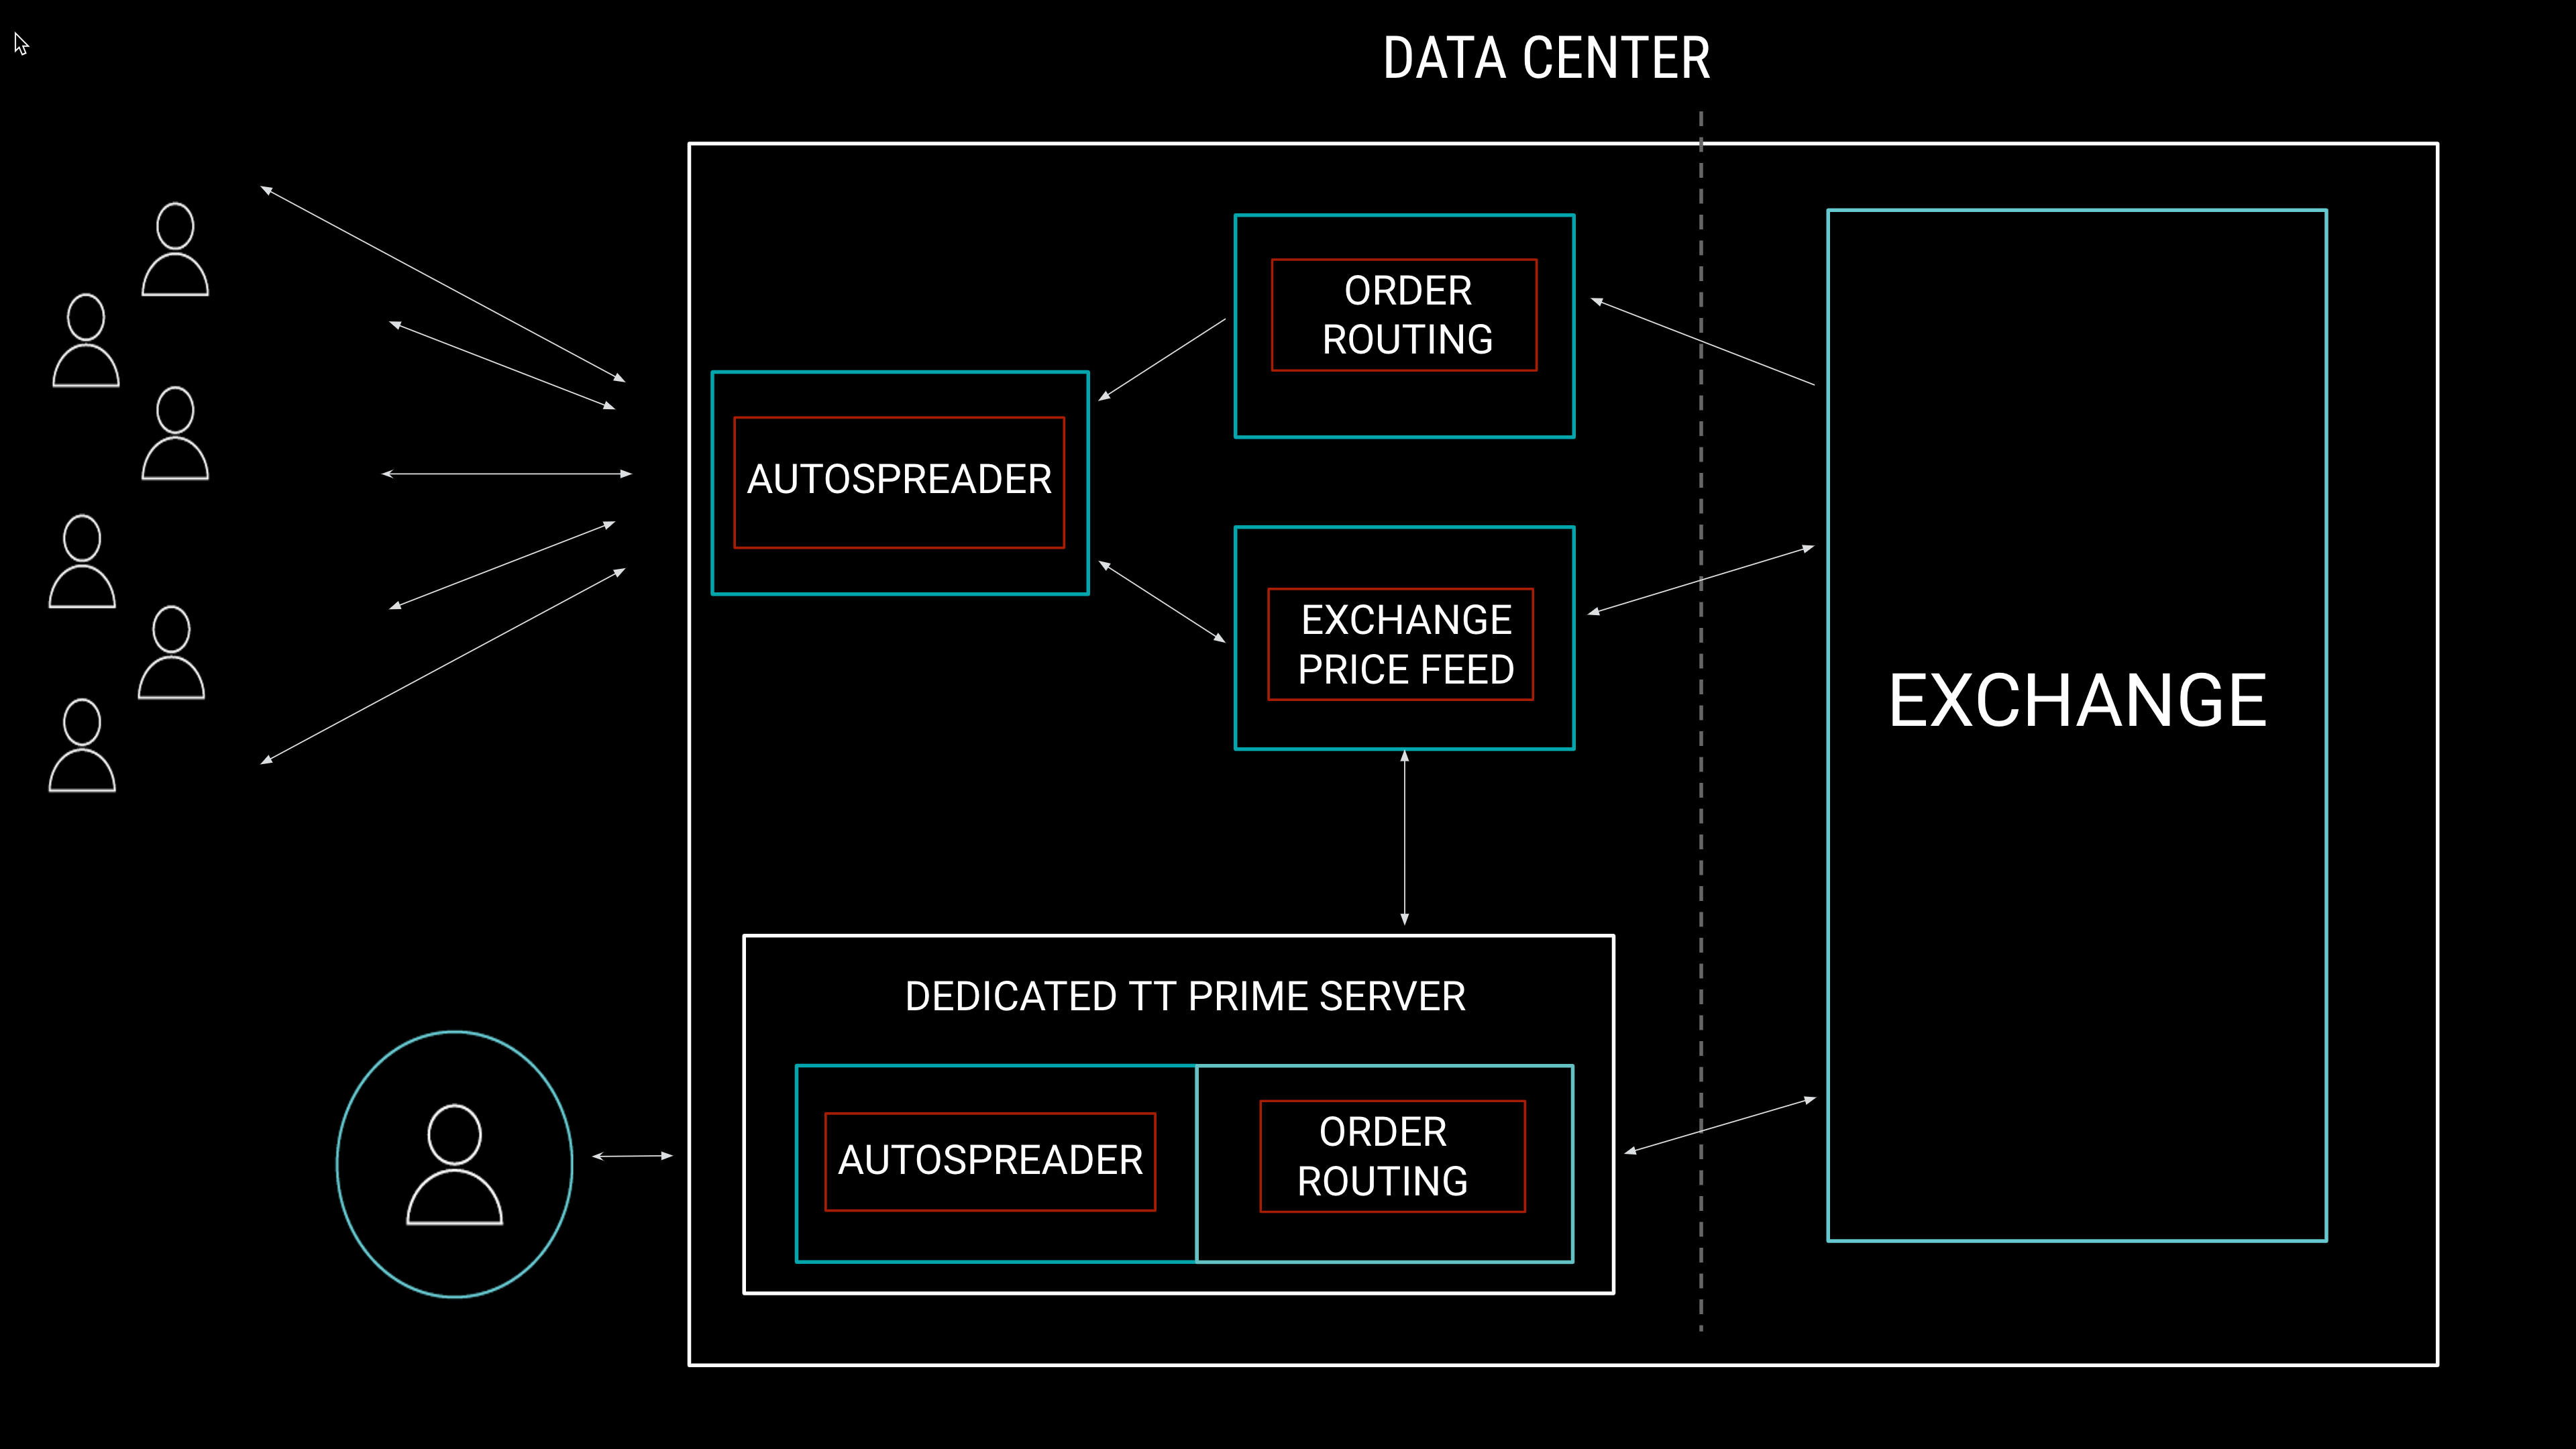 DATA CENTER
ORDER
ROUTING
AUTOSPREADER
EXCHANGE
PRICE FEED
EXCHANGE
DEDICATED TT PRIME SERVER
AUTOSPREADER
ORDER
ROUTING